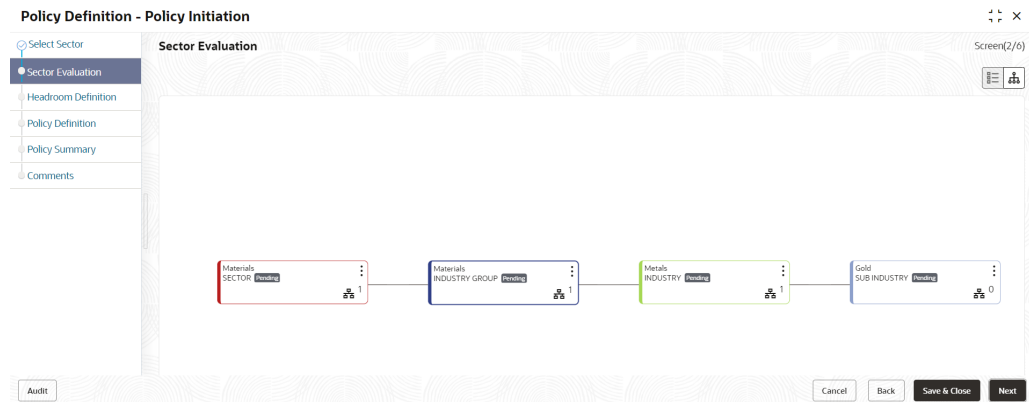 Policy Definition - Policy Initiation
Select Sector
Sector Evaluation
Headroom Definition
Policy Definition
Policy Summary
Comments
Sector Evaluation
Screen(2/6)
Materials
SECTOR Pending
1
Materials
INDUSTRY GROUP Pending
1
Metals
INDUSTRY Pending
1
Gold
SUB INDUSTRY Pending
0
Audit
Cancel
Back
Save & Close
Next